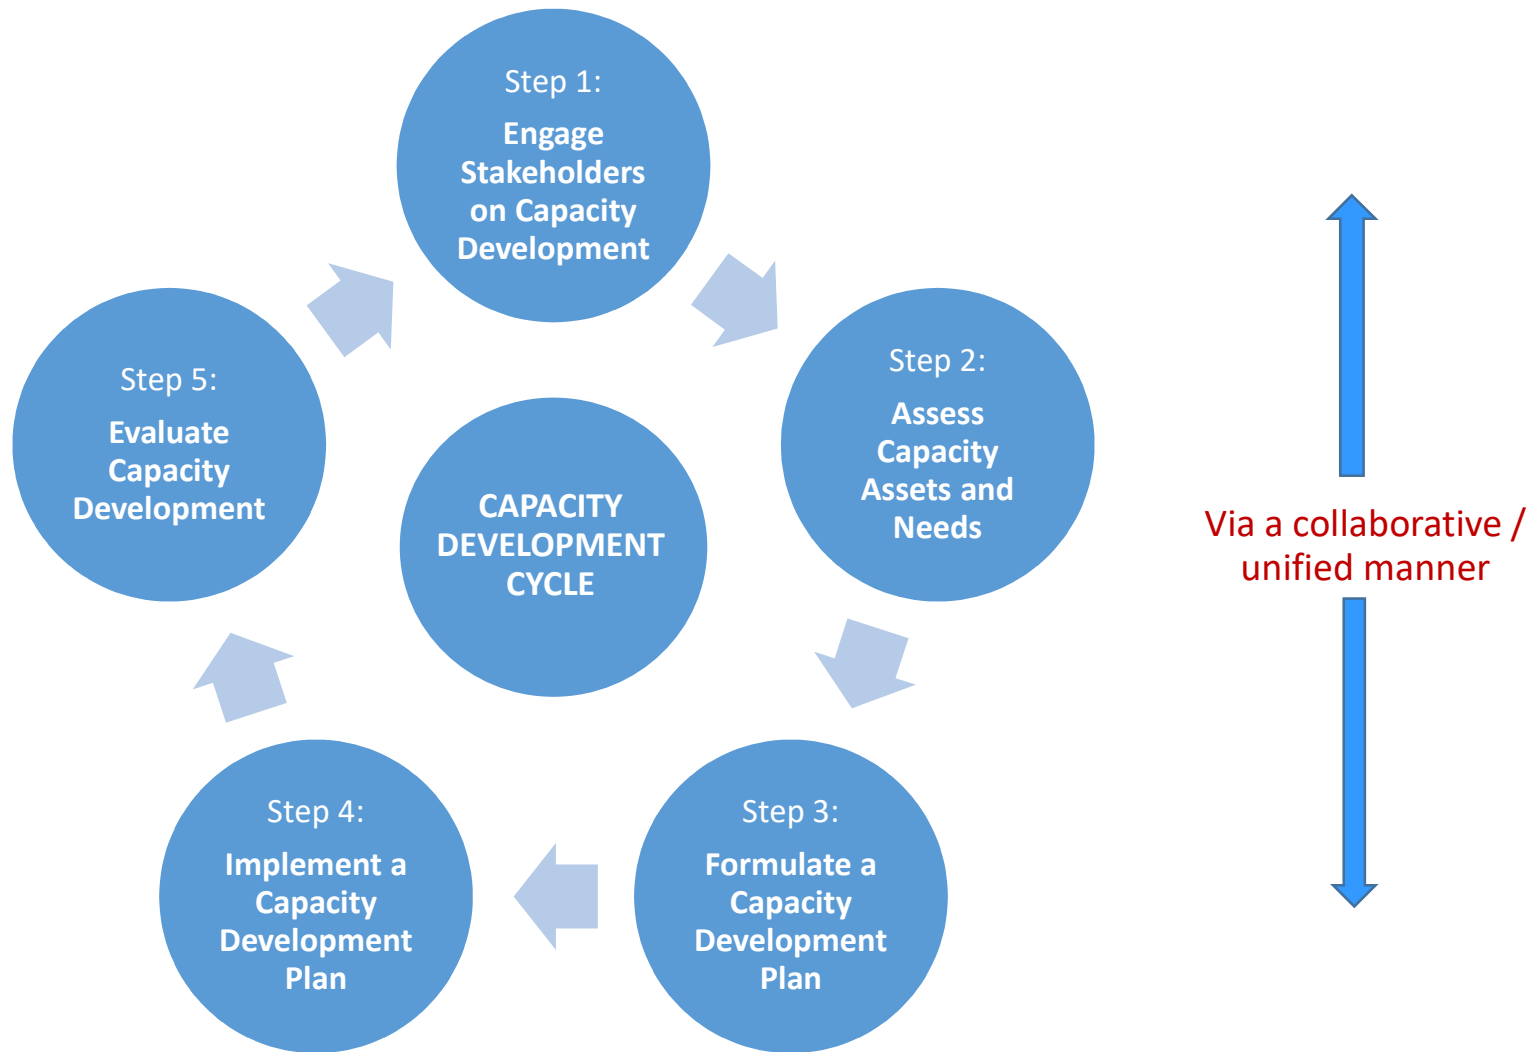 Step 1:
Engage
Stakeholders
on Capacity
Development
Step 2:
Assess
Capacity
Assets and
Needs
Step 3:
Formulate a
Capacity
Development
Plan
Step 4:
Implement a
Capacity
Development
Plan
Step 5:
Evaluate
Capacity
Development
CAPACITY
DEVELOPMENT
CYCLE
Via a collaborative /
unified manner